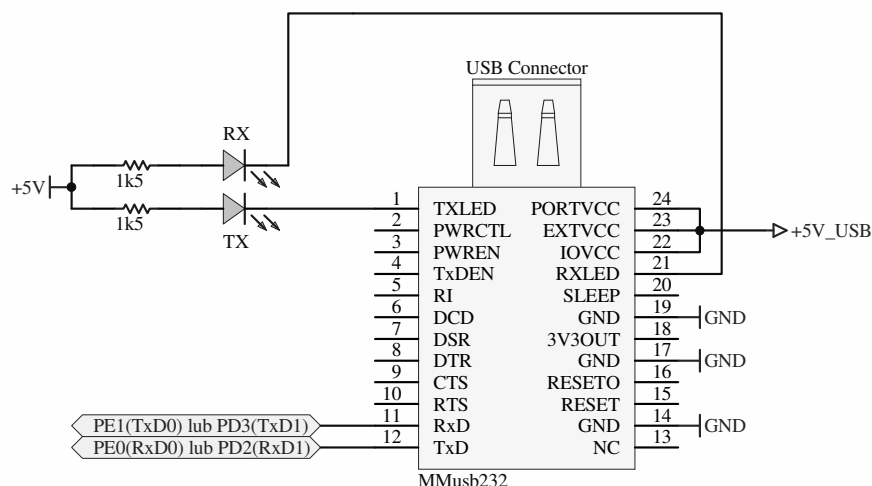 USB Connector
RX
1k5
+5V
1k5
TX
1 TXLED PORTVCC 24
2 PWRCTL EXTVCC 23
+5V_USB
3 PWREN IOVCC 22
4 TxDEN RXLED 21
5 RI SLEEP 20
6 DCD GND 19 GND
7 DSR 3V3OUT 18
8 DTR GND 17 GND
9 CTS RESETO 16
10 RTS RESET 15
PE1(TxD0) lub PD3(TxD1) 11 RxD GND 14 GND
PE0(RxD0) lub PD2(RxD1) 12 TxD NC 13
MMusb232